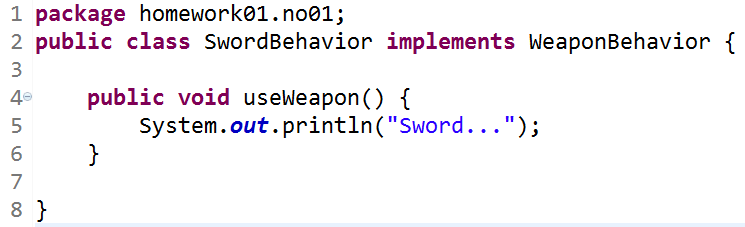 1 package homework01.no01;
2 public class SwordBehavior implements WeaponBehavior {
3
4 public void useWeapon() {
5 System.out.println("Sword...");
6 }
7
8 }